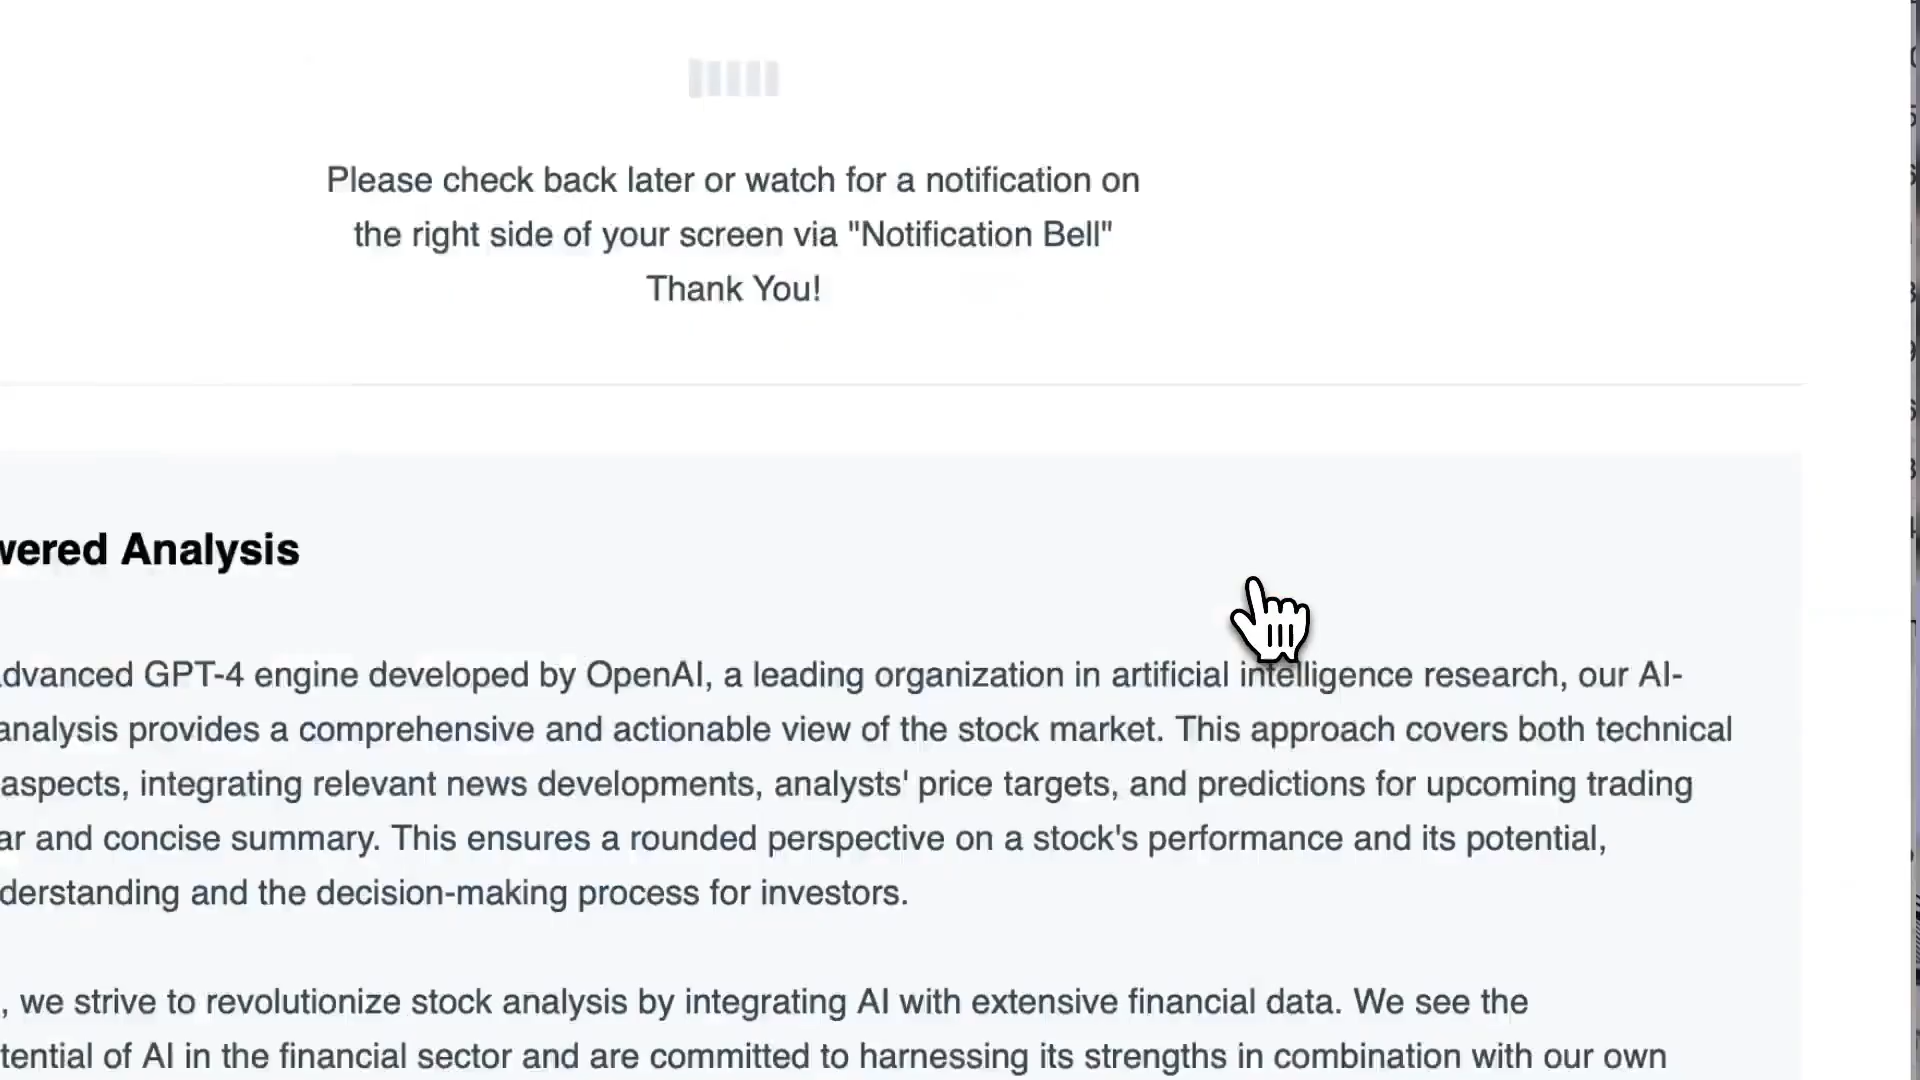 Please check back later or watch for a notification on
the right side of your screen via "Notification Bell"
Thank You!
wered Analysis
dvanced GPT-4 engine developed by OpenAI, a leading organization in artificial intelligence research, our AI-
analysis provides a comprehensive and actionable view of the stock market. This approach covers both technical
aspects, integrating relevant news developments, analysts' price targets, and predictions for upcoming trading
ar and concise summary. This ensures a rounded perspective on a stock's performance and its potential,
derstanding and the decision-making process for investors.
, we strive to revolutionize stock analysis by integrating AI with extensive financial data. We see the
tential of AI in the financial sector and are committed to harnessing its strengths in combination with our own